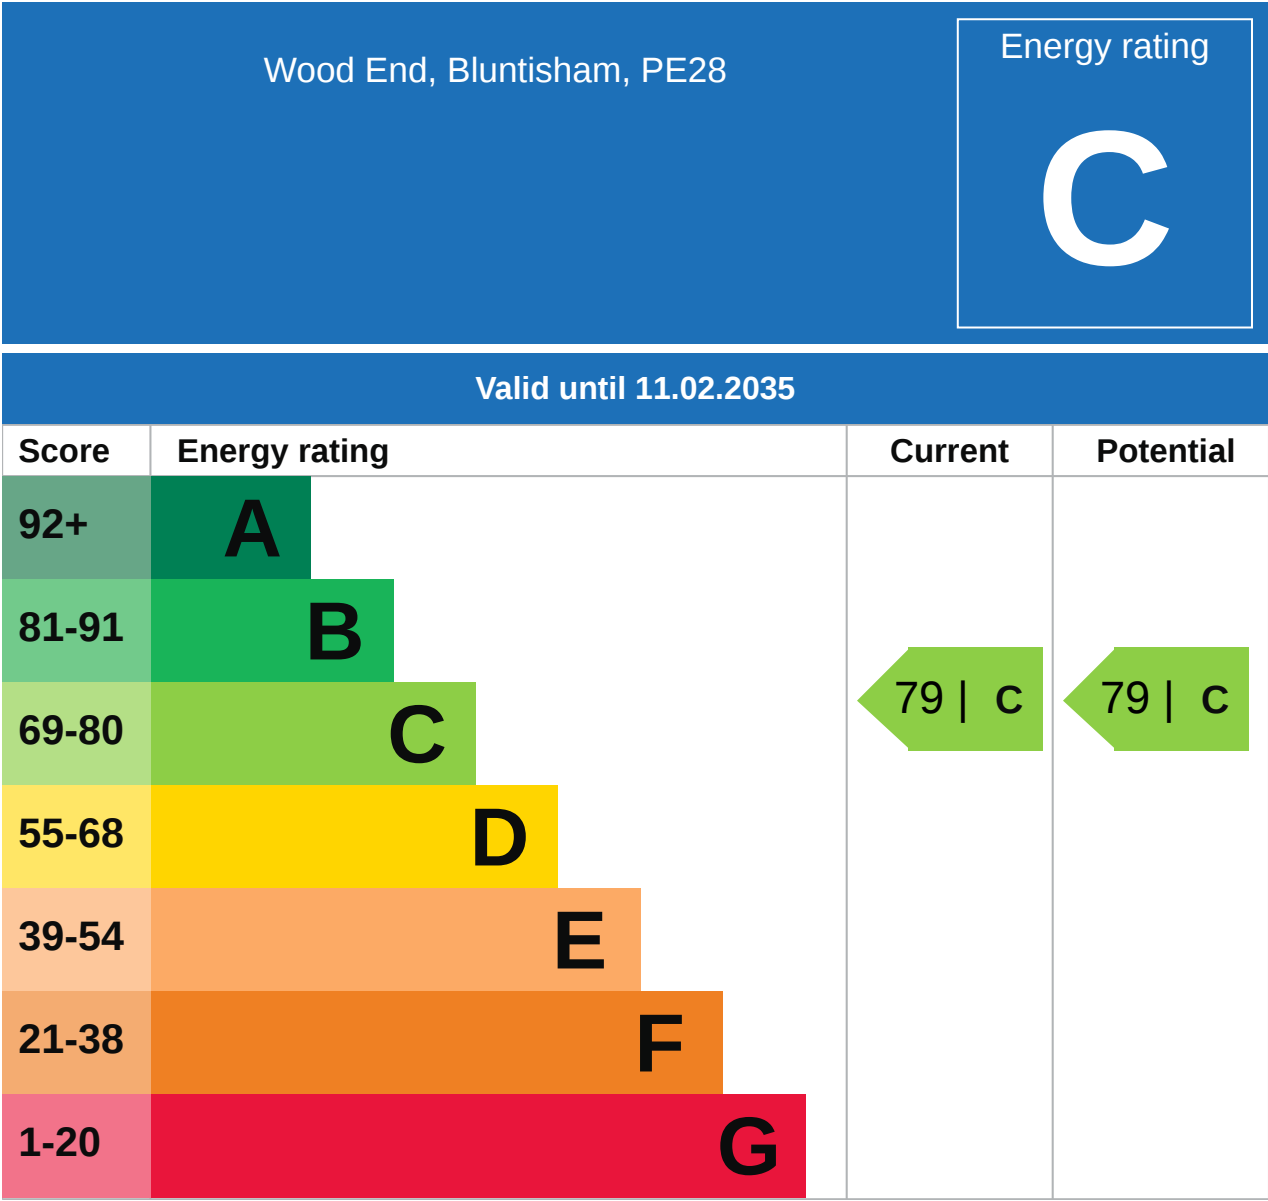 Wood End, Bluntisham, PE28
Energy rating
C
Valid until 11.02.2035
Score Energy rating Current Potential
92+ A
81-91 B
79 | C 79 | C
69-80 C
55-68 D
39-54 E
21-38 F
1-20 G